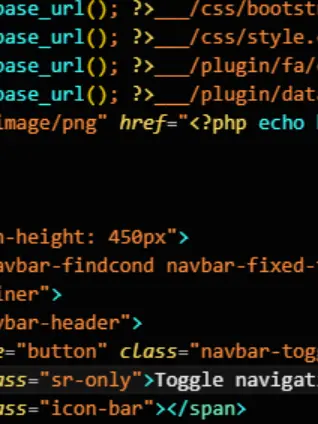 base_url(); ?>___/css/bootst
base_url(); ?>___/css/style.
base_url(); ?>___/plugin/fa/
base_url(); ?>___/plugin/dat
image/png" href="<?php echo
n-height: 450px">
avbar-findcond navbar-fixed-
iner">
vbar-header">
e="button" class="navbar-tog
ass="sr-only">Toggle navigat
ass="icon-bar"></span>